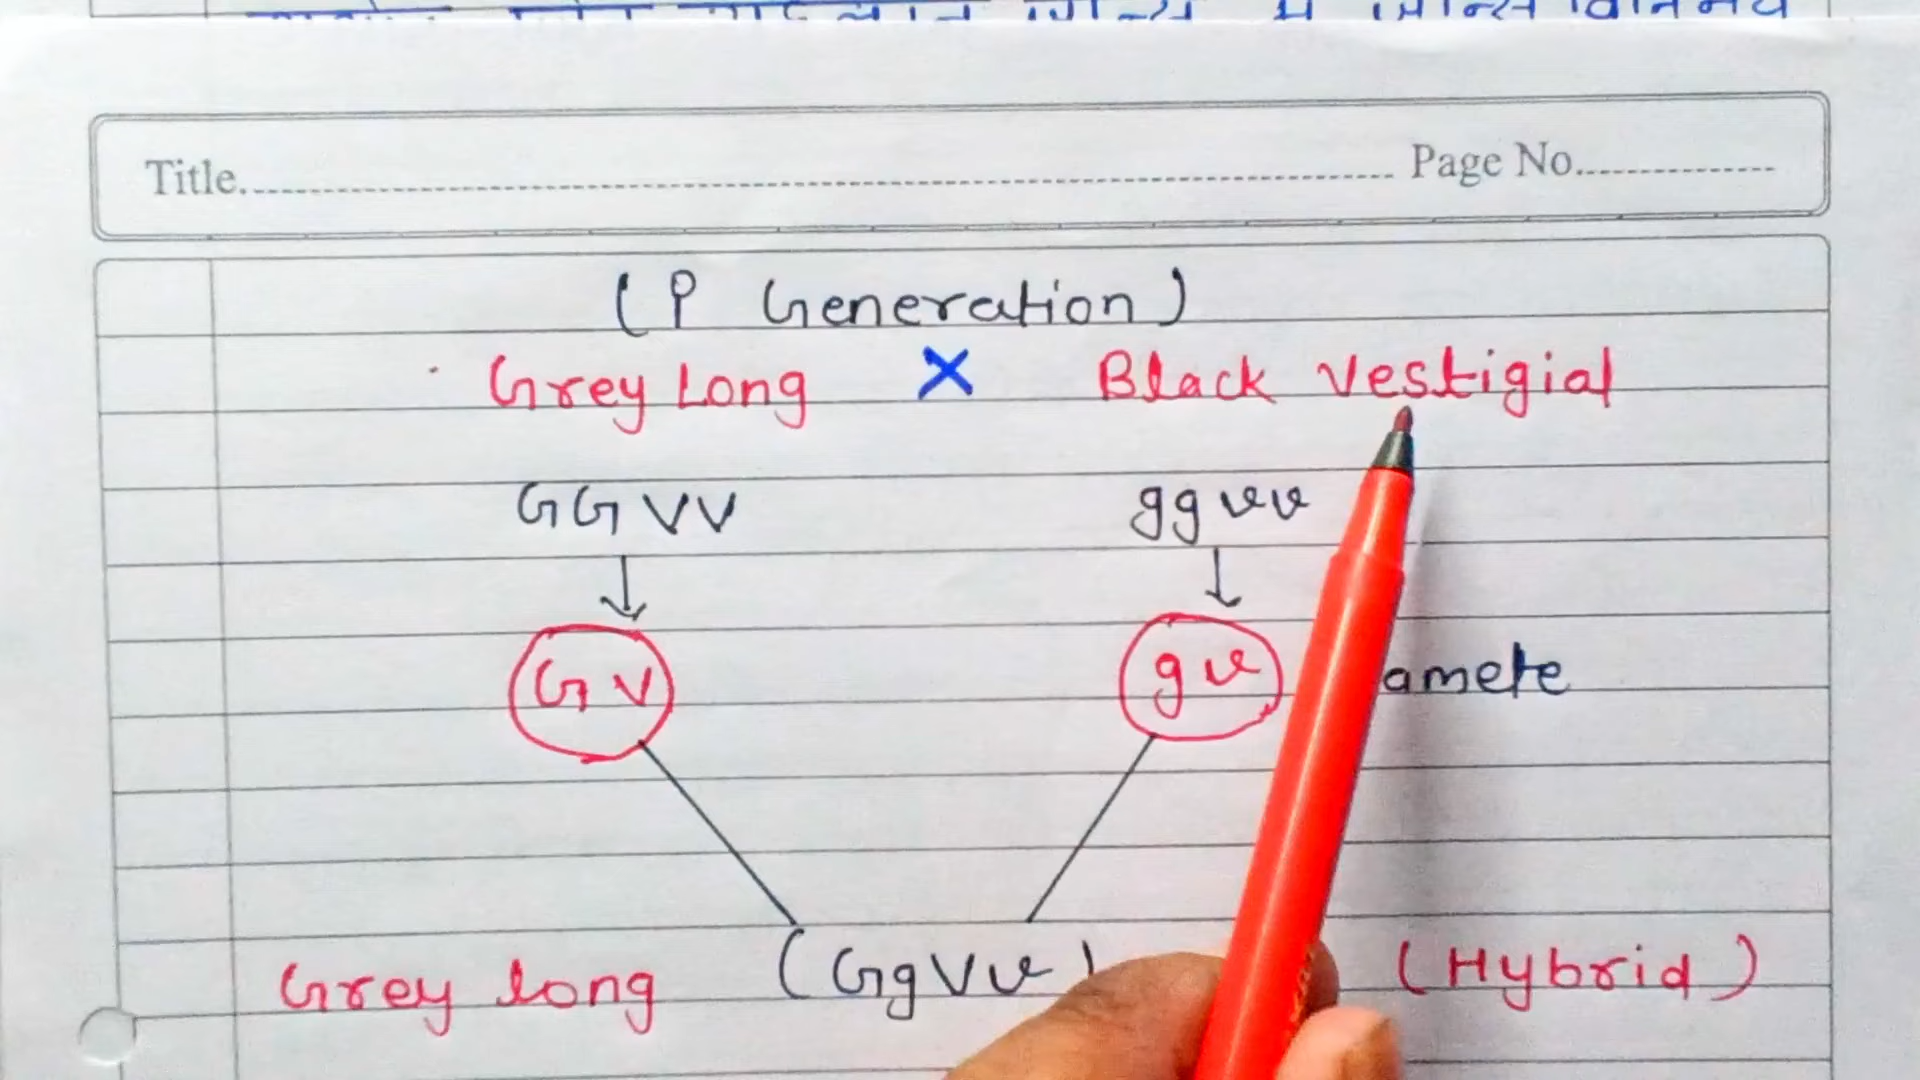 में
Title. Page No.
(P Generation)
Grey Long X Black Vestigial
GGVV ggvv
GV gv amete
Grey long (GgVv) (Hybrid)